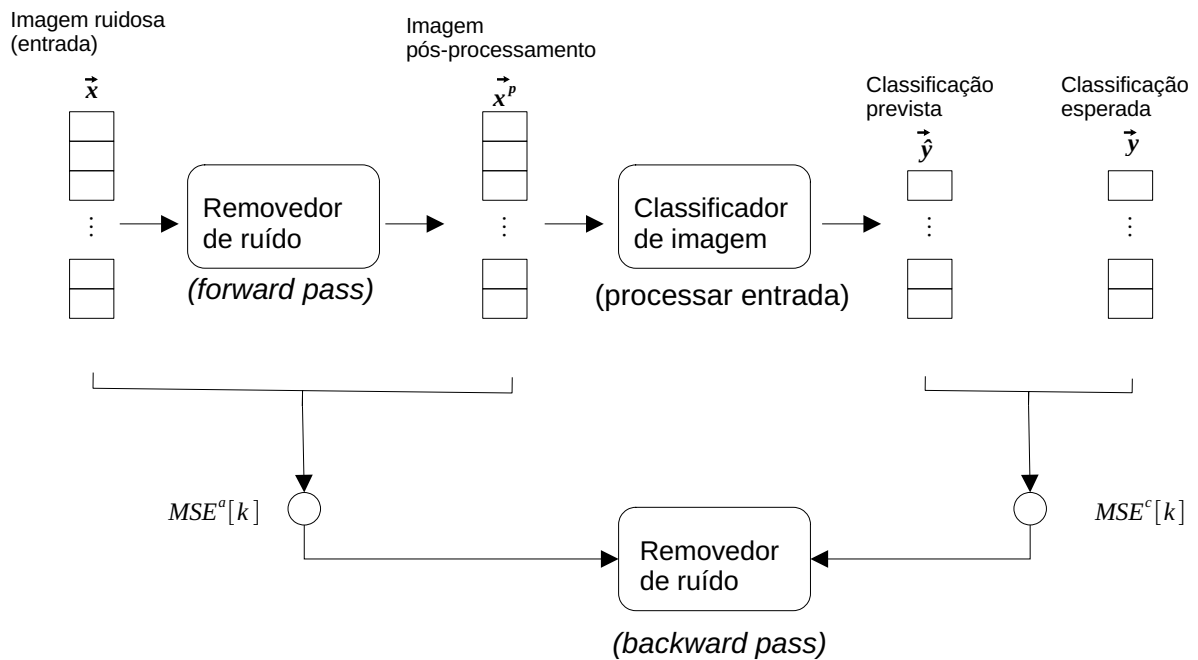 Imagem ruidosa
(entrada)
x⃗
Imagem
pós-processamento
x⃗ᵖ
Classificação
prevista
ŷ⃗
Classificação
esperada
y⃗
Removedor
de ruído
(forward pass)
Classificador
de imagem
(processar entrada)
⋮
⋮
⋮
⋮
MSEᵃ[k]
MSEᶜ[k]
Removedor
de ruído
(backward pass)